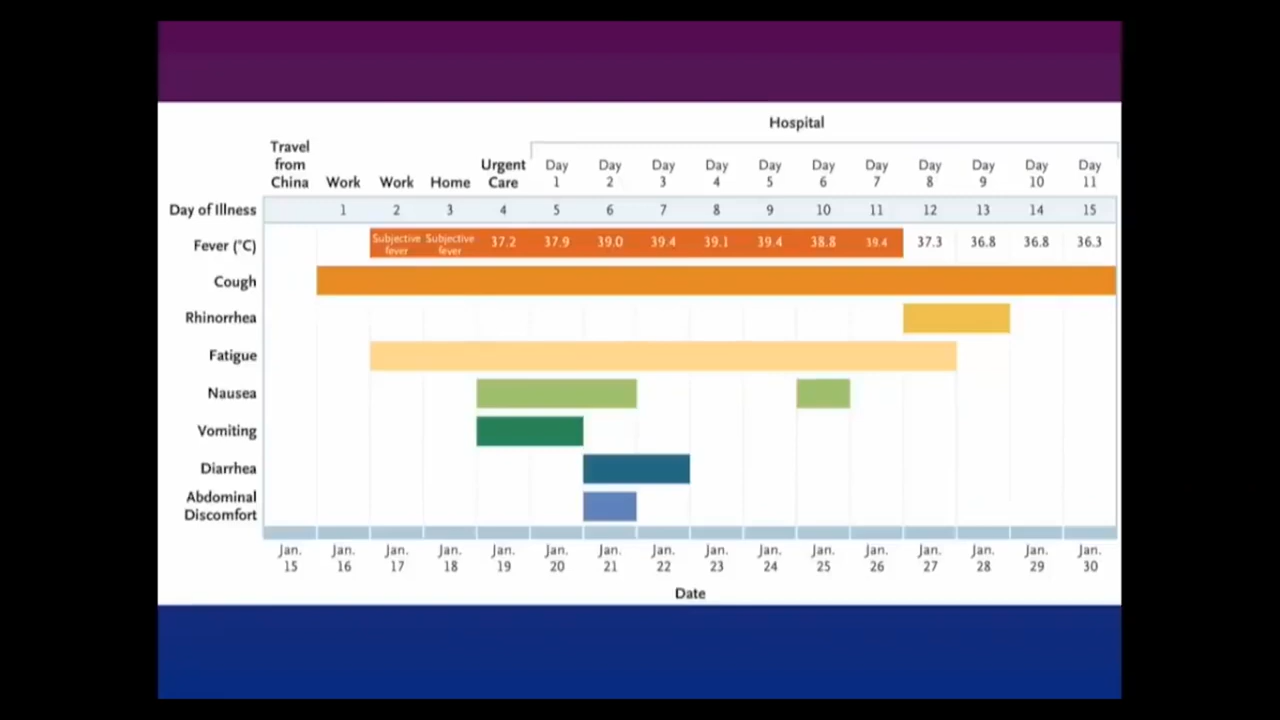 Hospital
Travel from China
Work
Work
Home
Urgent Care
Day 1
Day 2
Day 3
Day 4
Day 5
Day 6
Day 7
Day 8
Day 9
Day 10
Day 11
Day of Illness 1 2 3 4 5 6 7 8 9 10 11 12 13 14 15
Fever (°C) Subjective fever Subjective fever 37.2 37.9 39.0 39.4 39.1 39.4 38.8 39.4 37.3 36.8 36.8 36.3
Cough
Rhinorrhea
Fatigue
Nausea
Vomiting
Diarrhea
Abdominal
Discomfort
Jan. 15
Jan. 16
Jan. 17
Jan. 18
Jan. 19
Jan. 20
Jan. 21
Jan. 22
Jan. 23
Jan. 24
Jan. 25
Jan. 26
Jan. 27
Jan. 28
Jan. 29
Jan. 30
Date